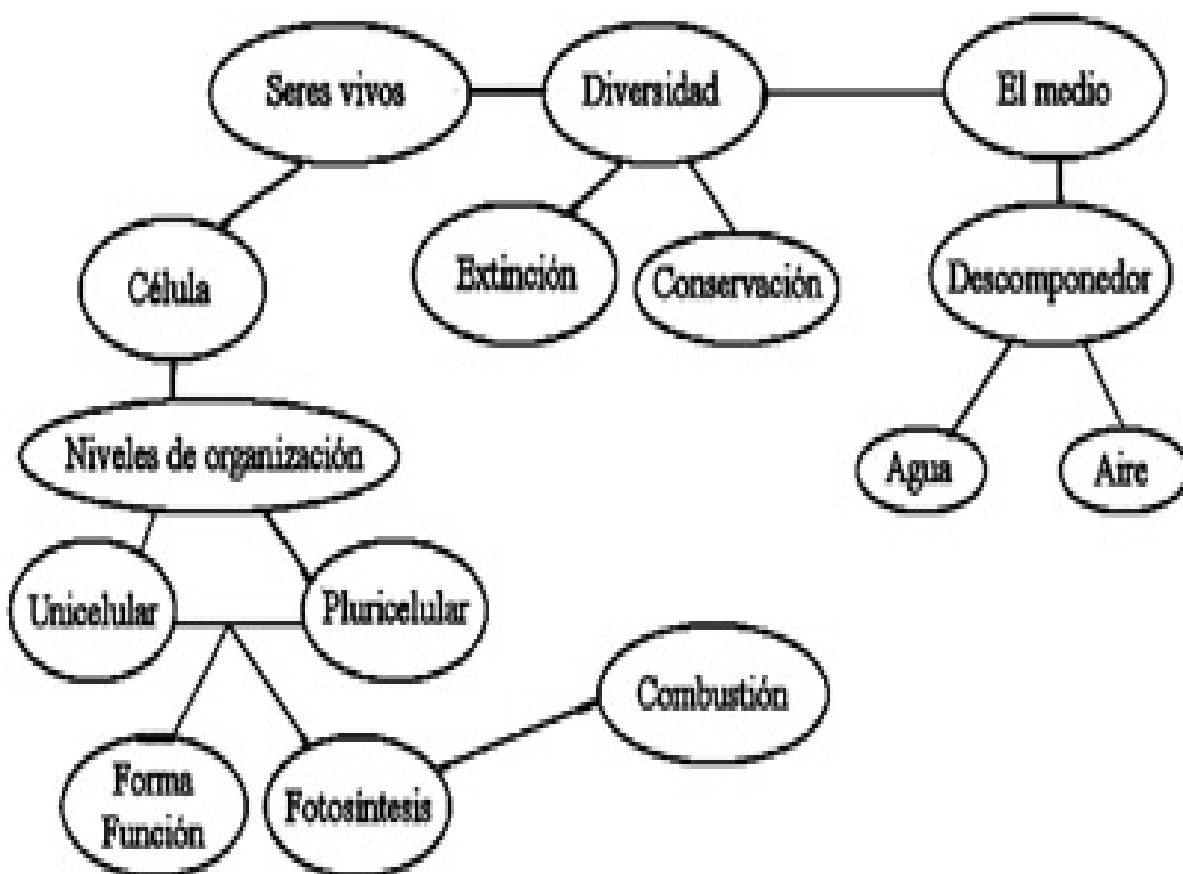 Seres vivos
Diversidad
El medio
Célula
Extinción
Conservación
Descomponedor
Niveles de organización
Agua
Aire
Unicelular
Pluricelular
Combustión
Forma
Función
Fotosintesis